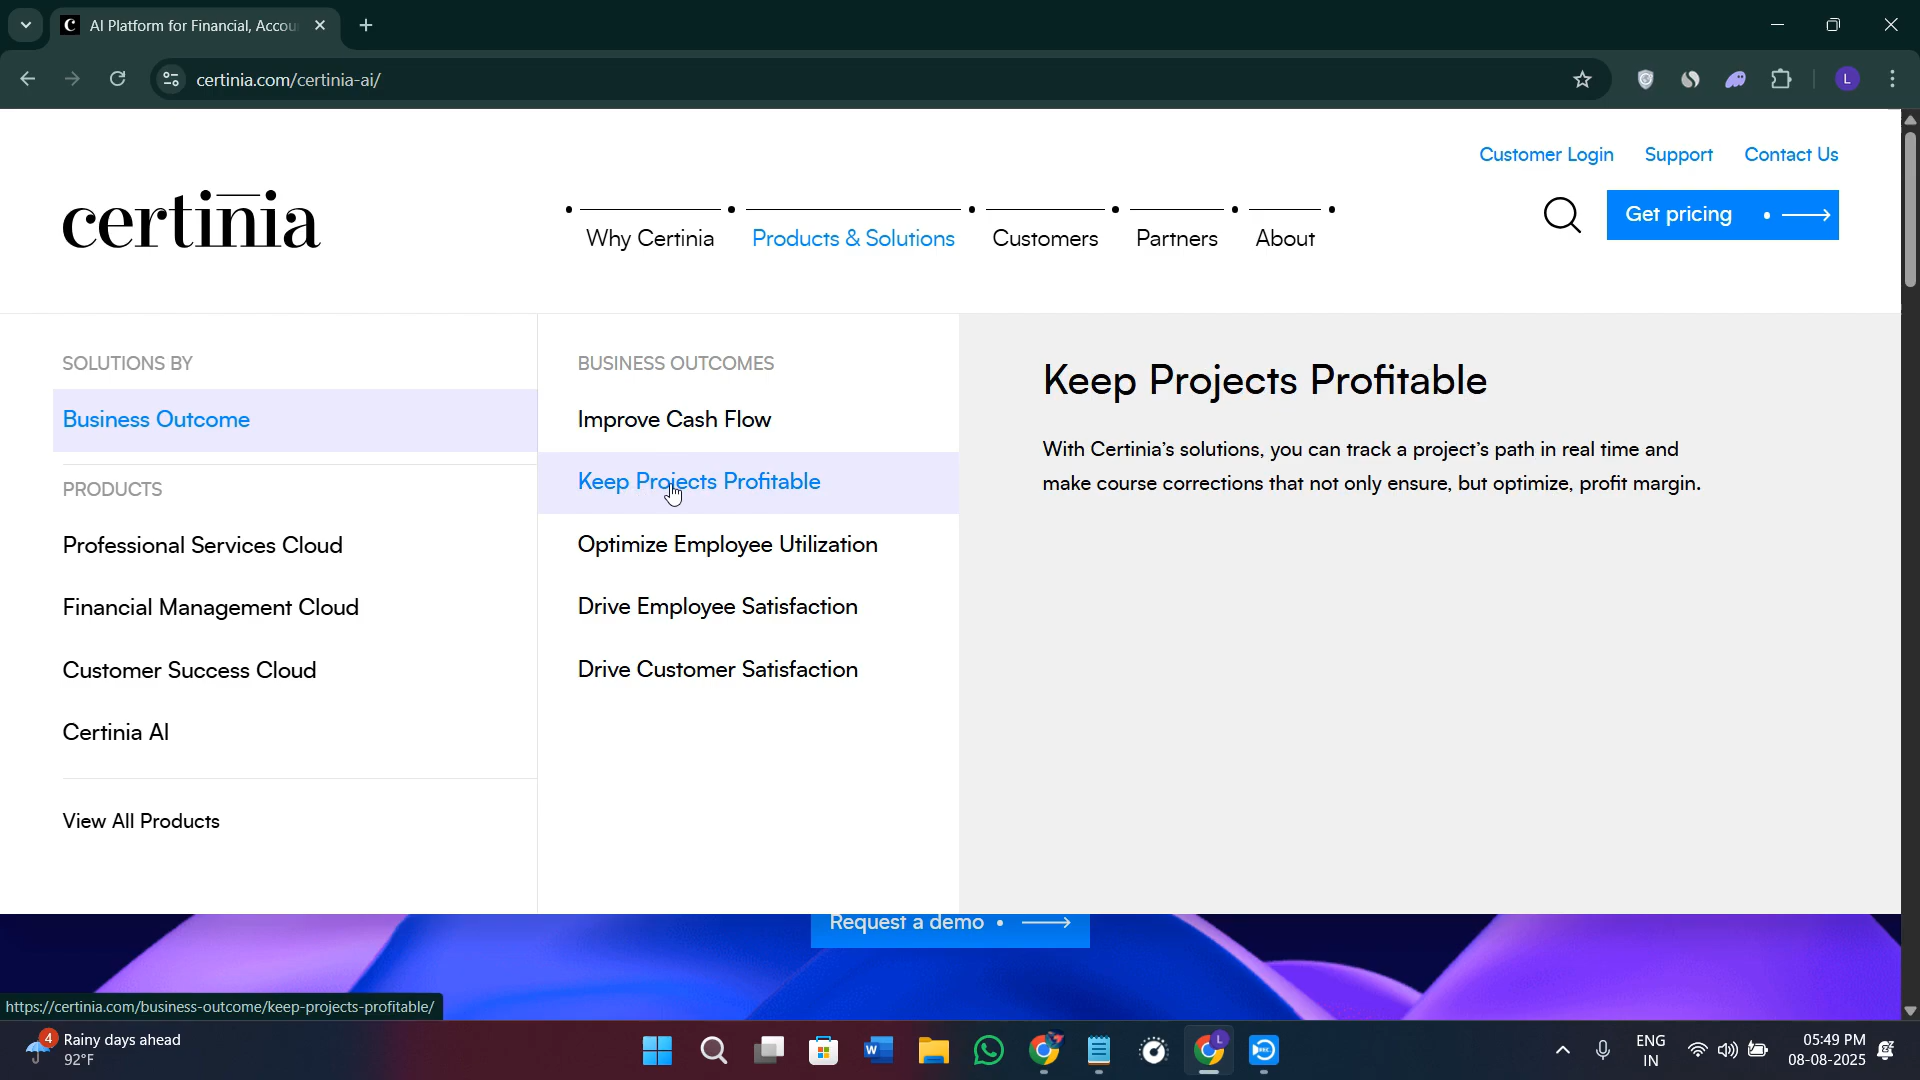 AI Platform for Financial, Accou
certinia.com/certinia-ai/
L
Customer Login Support Contact Us
certinia
Why Certinia Products & Solutions Customers Partners About
Get pricing
SOLUTIONS BY
Business Outcome
PRODUCTS
Professional Services Cloud
Financial Management Cloud
Customer Success Cloud
Certinia AI
View All Products
BUSINESS OUTCOMES
Improve Cash Flow
Keep Projects Profitable
Optimize Employee Utilization
Drive Employee Satisfaction
Drive Customer Satisfaction
Keep Projects Profitable
With Certinia's solutions, you can track a project's path in real time and
make course corrections that not only ensure, but optimize, profit margin.
Request a demo
https://certinia.com/business-outcome/keep-projects-profitable/
4
Rainy days ahead
92°F
ENG
IN
05:49 PM
08-08-2025